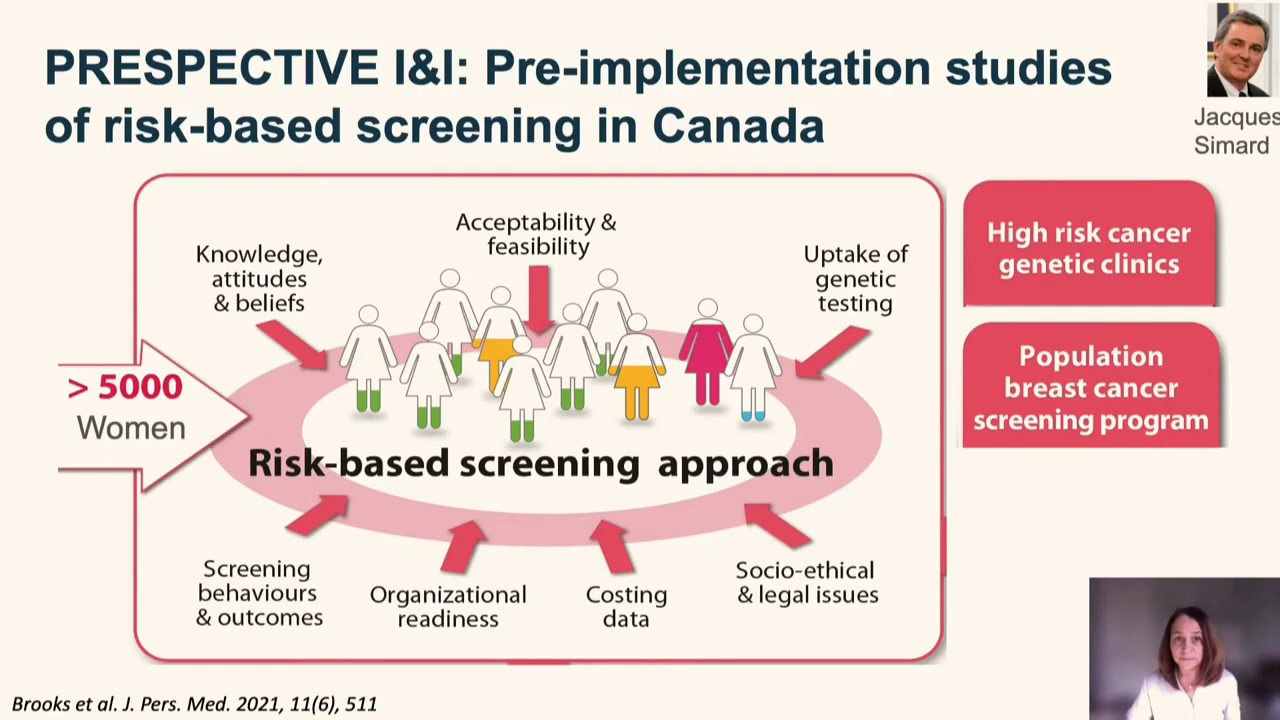 PRESPECTIVE I&I: Pre-implementation studies
of risk-based screening in Canada
Jacques
Simard
Knowledge,
attitudes
& beliefs
Acceptability &
feasibility
Uptake of
genetic
testing
> 5000
Women
Risk-based screening approach
Screening
behaviours
& outcomes
Organizational
readiness
Costing
data
Socio-ethical
& legal issues
High risk cancer
genetic clinics
Population
breast cancer
screening program
Brooks et al. J. Pers. Med. 2021, 11(6), 511